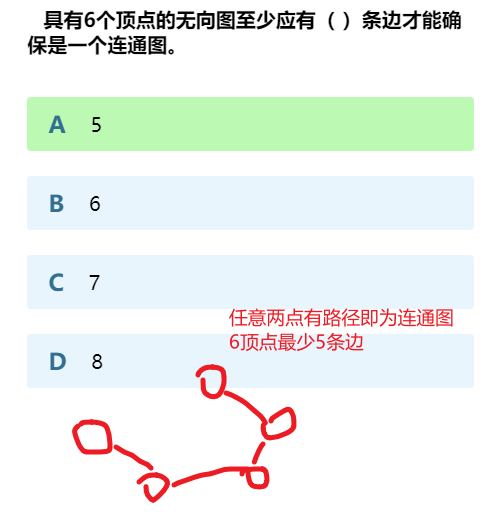 具有6个顶点的无向图至少应有（ ）条边才能确
保是一个连通图。
A 5
B 6
C 7
任意两点有路径即为连通图
6顶点最少5条边
D 8